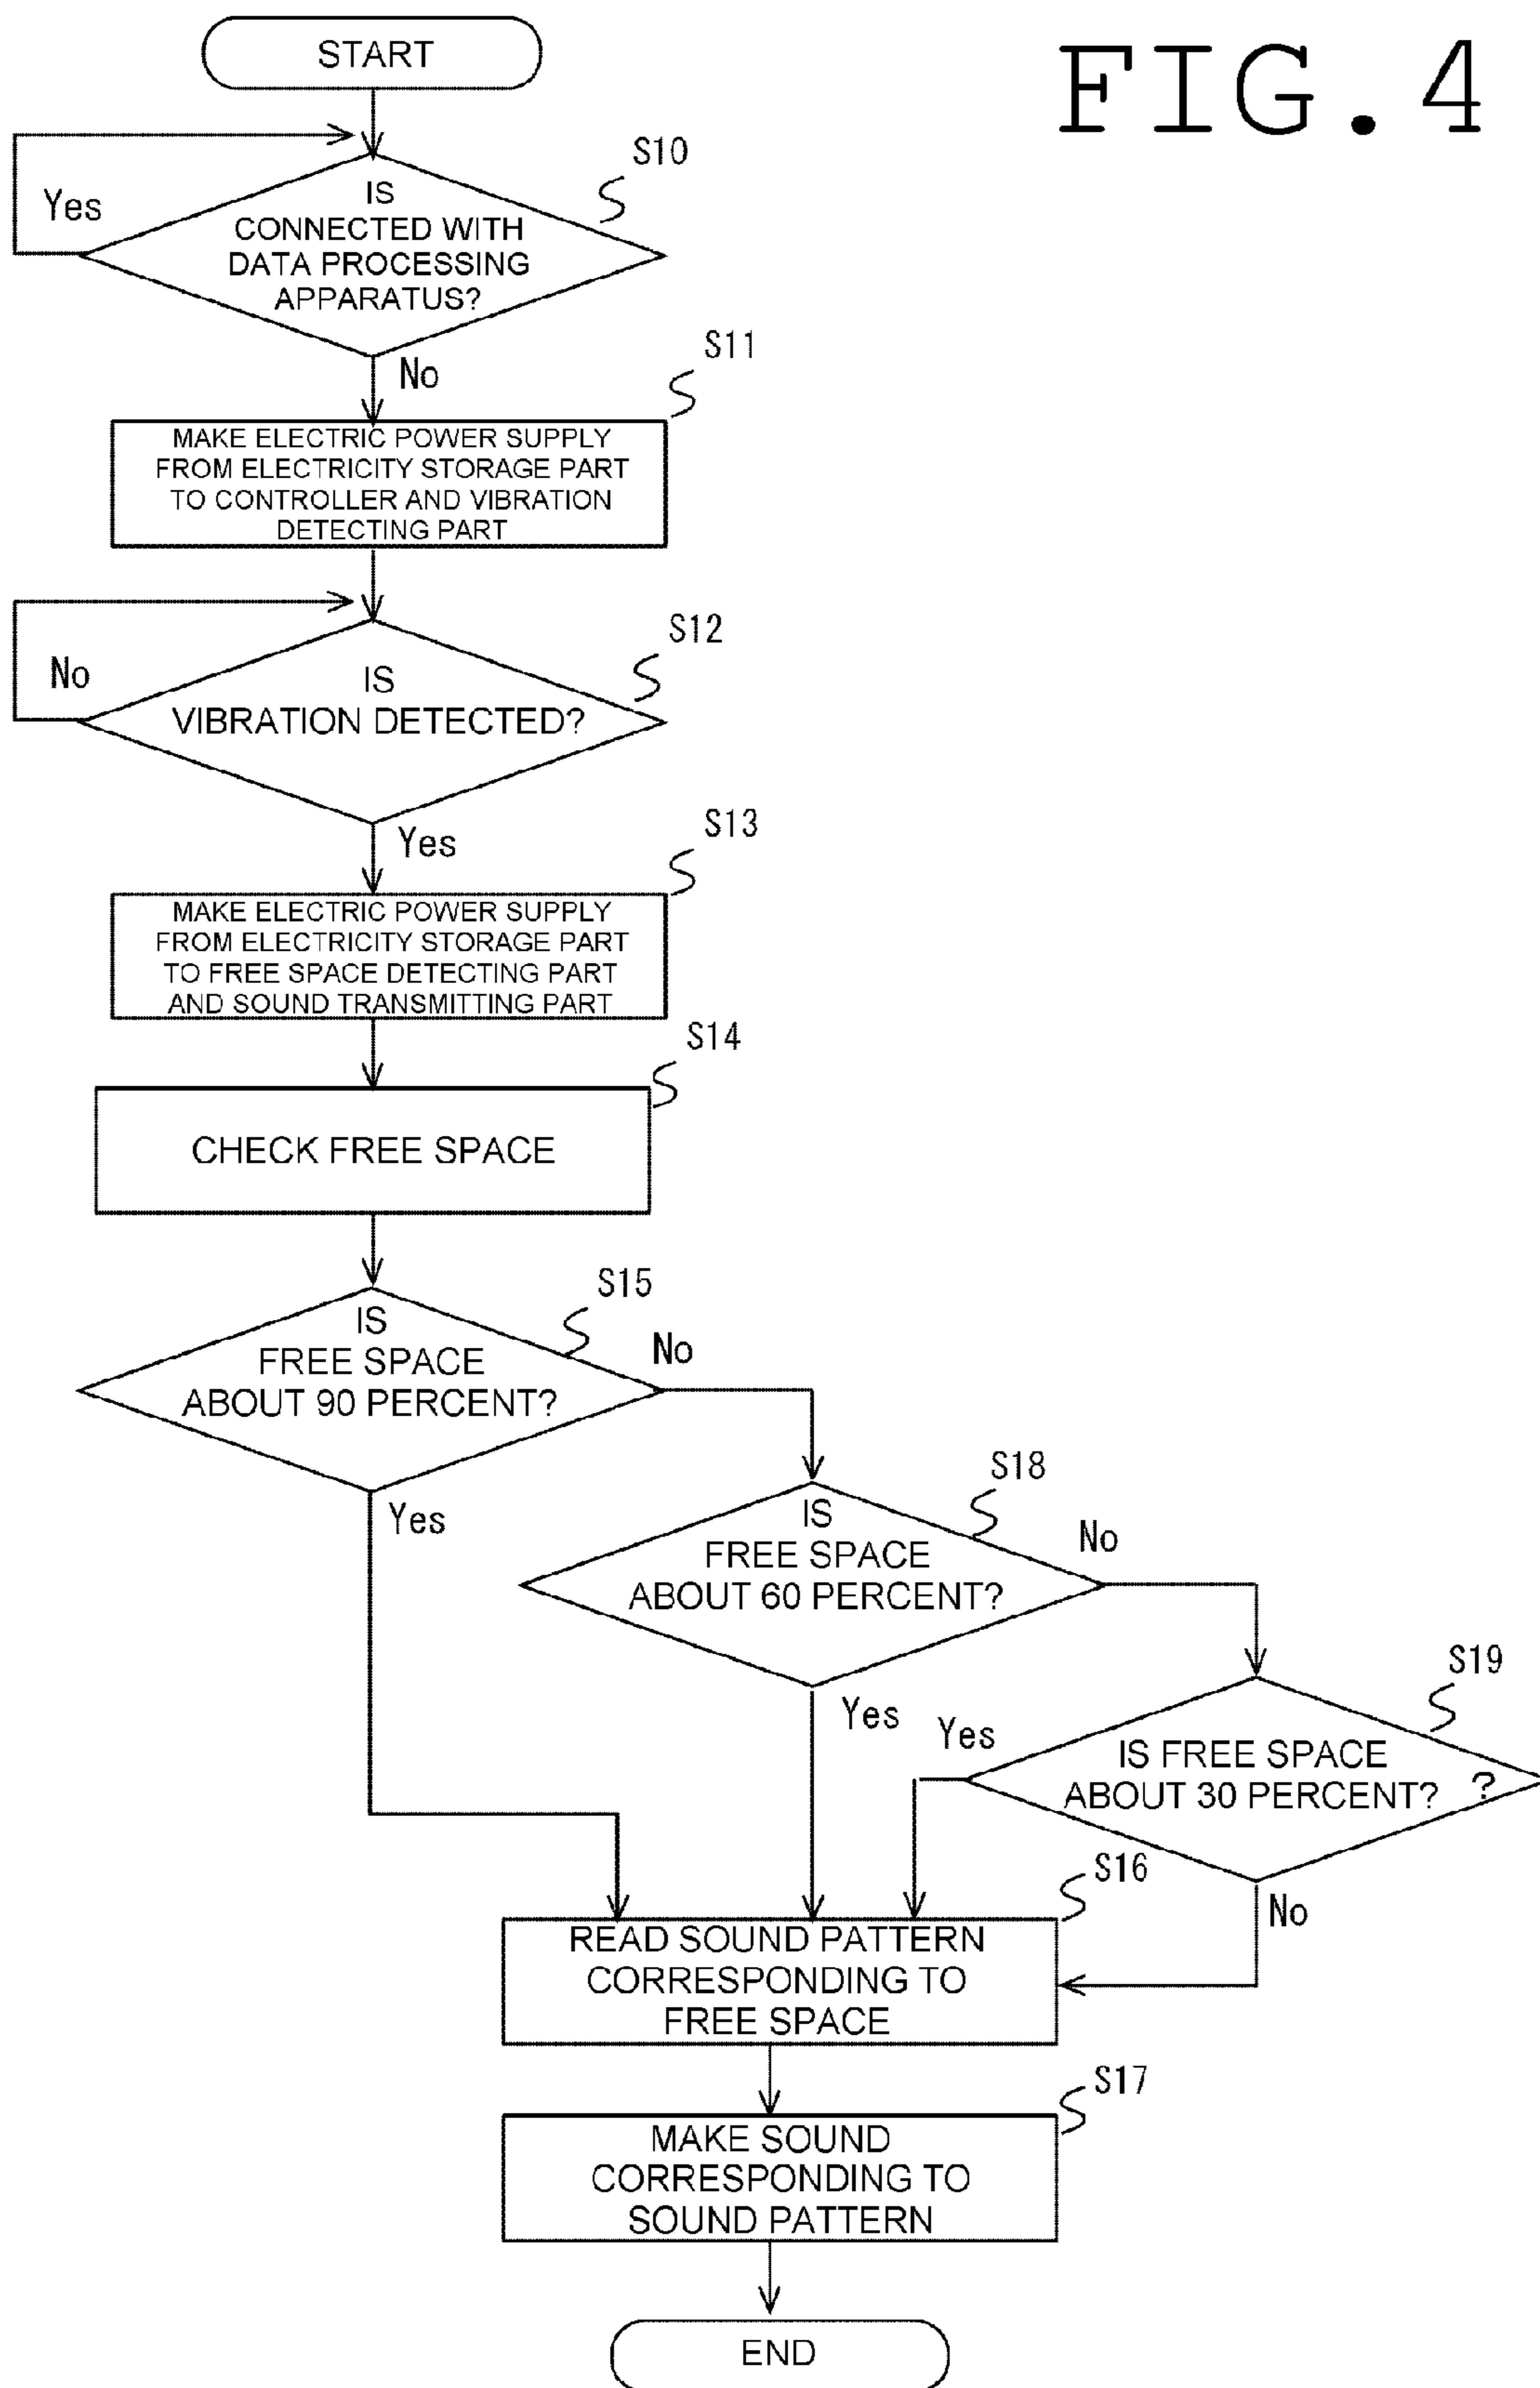 FIG.4
START
S10
Yes
IS
CONNECTED WITH
DATA PROCESSING
APPARATUS?
No
S11
MAKE ELECTRIC POWER SUPPLY
FROM ELECTRICITY STORAGE PART
TO CONTROLLER AND VIBRATION
DETECTING PART
S12
No
IS
VIBRATION DETECTED?
Yes
S13
MAKE ELECTRIC POWER SUPPLY
FROM ELECTRICITY STORAGE PART
TO FREE SPACE DETECTING PART
AND SOUND TRANSMITTING PART
S14
CHECK FREE SPACE
S15
IS
FREE SPACE
ABOUT 90 PERCENT?
No
Yes
S18
IS
FREE SPACE
ABOUT 60 PERCENT?
No
Yes
S19
Yes
IS FREE SPACE
ABOUT 30 PERCENT? ?
No
S16
READ SOUND PATTERN
CORRESPONDING TO
FREE SPACE
S17
MAKE SOUND
CORRESPONDING TO
SOUND PATTERN
END